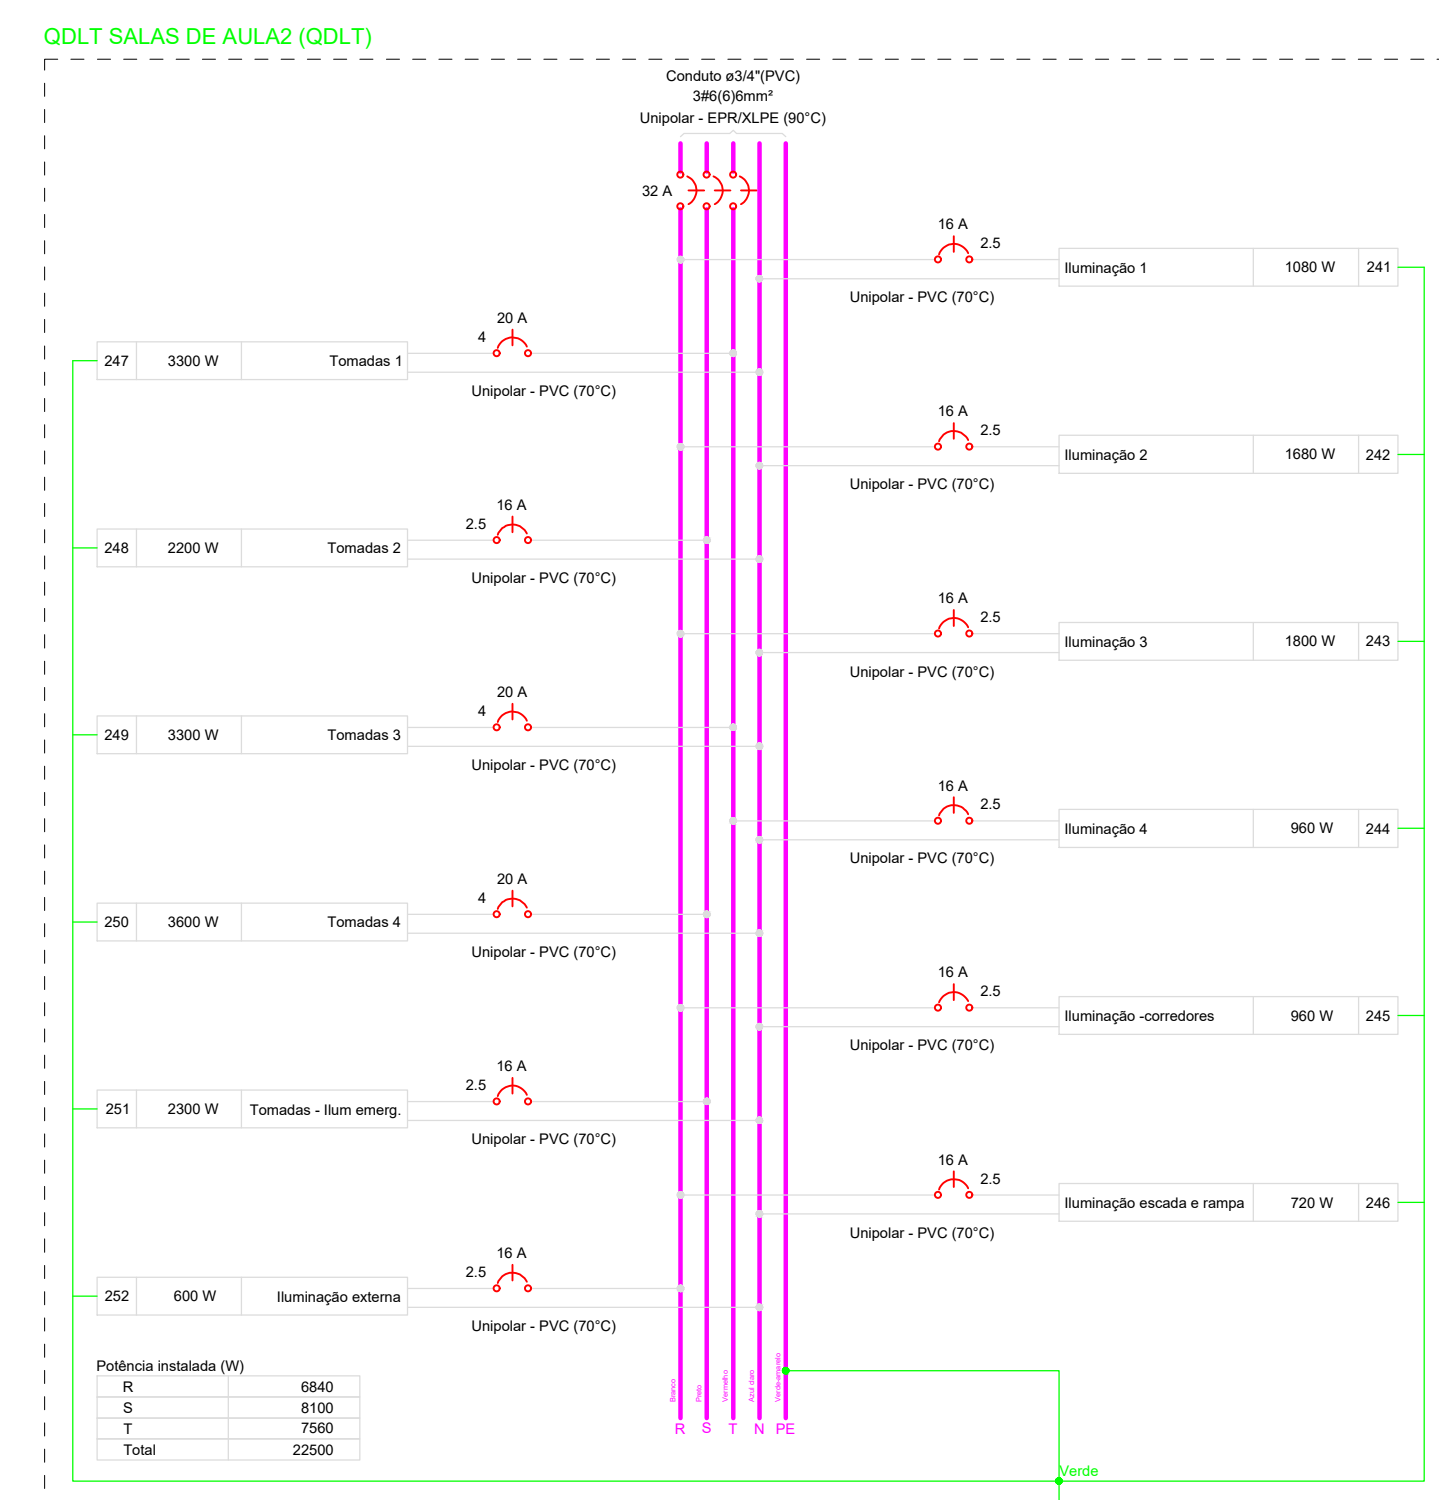 QDLT SALAS DE AULA2 (QDLT)
Conduto ø3/4"(PVC)
3#6(6)6mm²
Unipolar - EPR/XLPE (90°C)
32 A
16 A
2.5
Iluminação 1 1080 W 241
Unipolar - PVC (70°C)
20 A
4
247 3300 W Tomadas 1
Unipolar - PVC (70°C)
16 A
2.5
Iluminação 2 1680 W 242
Unipolar - PVC (70°C)
16 A
2.5
248 2200 W Tomadas 2
Unipolar - PVC (70°C)
16 A
2.5
Iluminação 3 1800 W 243
Unipolar - PVC (70°C)
20 A
4
249 3300 W Tomadas 3
Unipolar - PVC (70°C)
16 A
2.5
Iluminação 4 960 W 244
Unipolar - PVC (70°C)
20 A
4
250 3600 W Tomadas 4
Unipolar - PVC (70°C)
16 A
2.5
Iluminação -corredores 960 W 245
Unipolar - PVC (70°C)
16 A
2.5
251 2300 W Tomadas - Ilum emerg.
Unipolar - PVC (70°C)
16 A
2.5
Iluminação escada e rampa 720 W 246
Unipolar - PVC (70°C)
16 A
2.5
252 600 W Iluminação externa
Unipolar - PVC (70°C)
Potência instalada (W)
R 6840
S 8100
T 7560
Total 22500
Branco
Preto
Vermelho
Azul claro
Verde-amarelo
R S T N PE
Verde